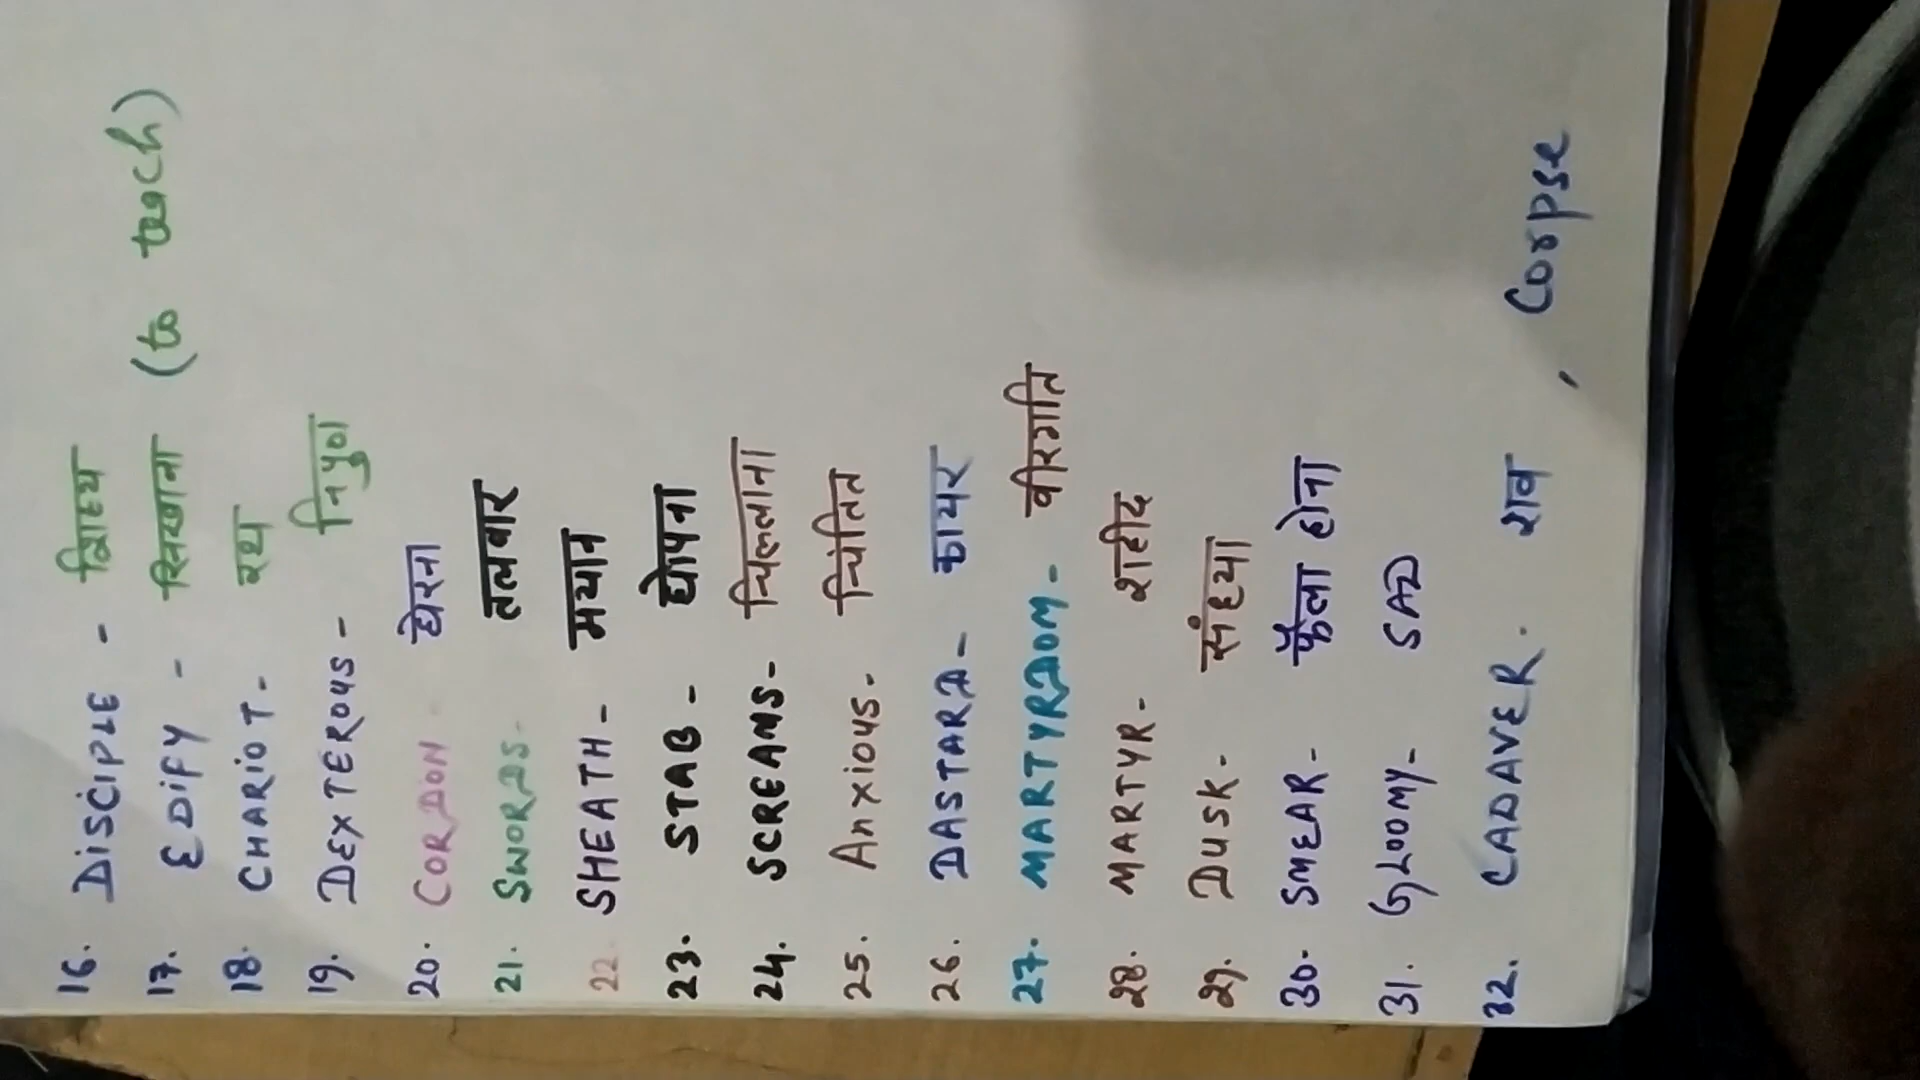 16. DiSCiPLE - शिष्य
17. EDiFY - सिखाना (to teach)
18. CHARiOT - रथ
19. DEXTEROUS - निपुण
20. CORDON - घेरना
21. SWORDS - तलवार
22. SHEATH - मयान
23. STAB - घोपना
24. SCREAMS - चिल्लाना
25. Anxious - चिंतित
26. DASTARD - कायर
27. MARTYRDOM - वीरगति
28. MARTYR - शहीद
29. DUSK - संध्या
30. SMEAR - फैला होना
31. GLOOMY - SAD
32. CADAVER. शव , Corpse